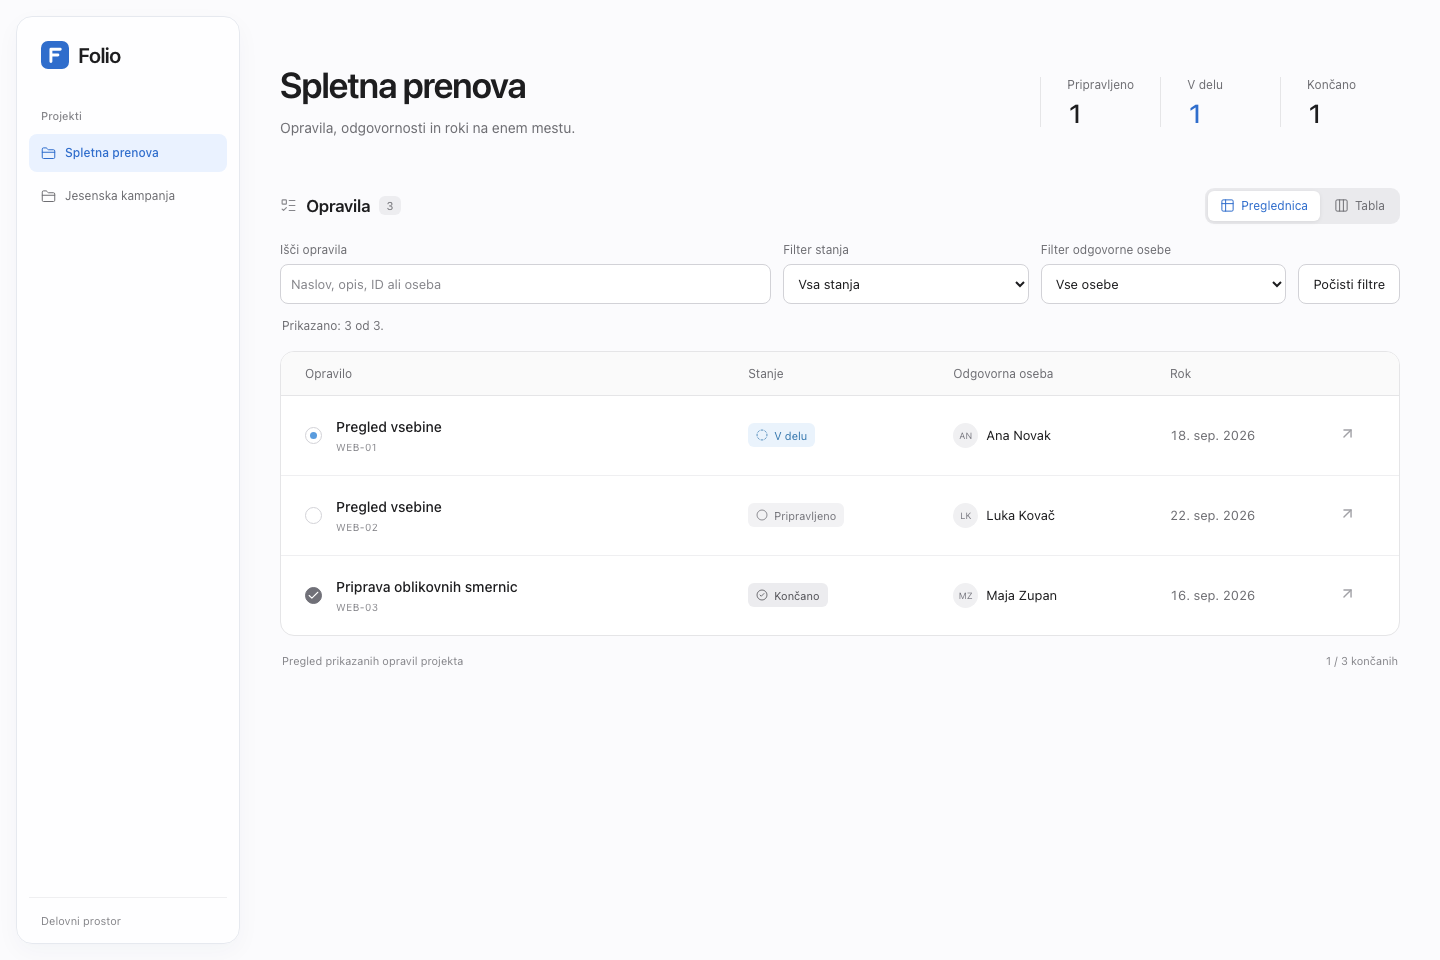 Folio
Projekti
Spletna prenova
Jesenska kampanja
Delovni prostor
Spletna prenova
Opravila, odgovornosti in roki na enem mestu.
Pripravljeno
1
V delu
1
Končano
1
Opravila 3
Preglednica
Tabla
Išči opravila
Naslov, opis, ID ali oseba
Filter stanja
Vsa stanja
Filter odgovorne osebe
Vse osebe
Počisti filtre
Prikazano: 3 od 3.
Opravilo Stanje Odgovorna oseba Rok
Pregled vsebine
WEB-01
V delu
AN Ana Novak
18. sep. 2026
Pregled vsebine
WEB-02
Pripravljeno
LK Luka Kovač
22. sep. 2026
Priprava oblikovnih smernic
WEB-03
Končano
MZ Maja Zupan
16. sep. 2026
Pregled prikazanih opravil projekta
1 / 3 končanih